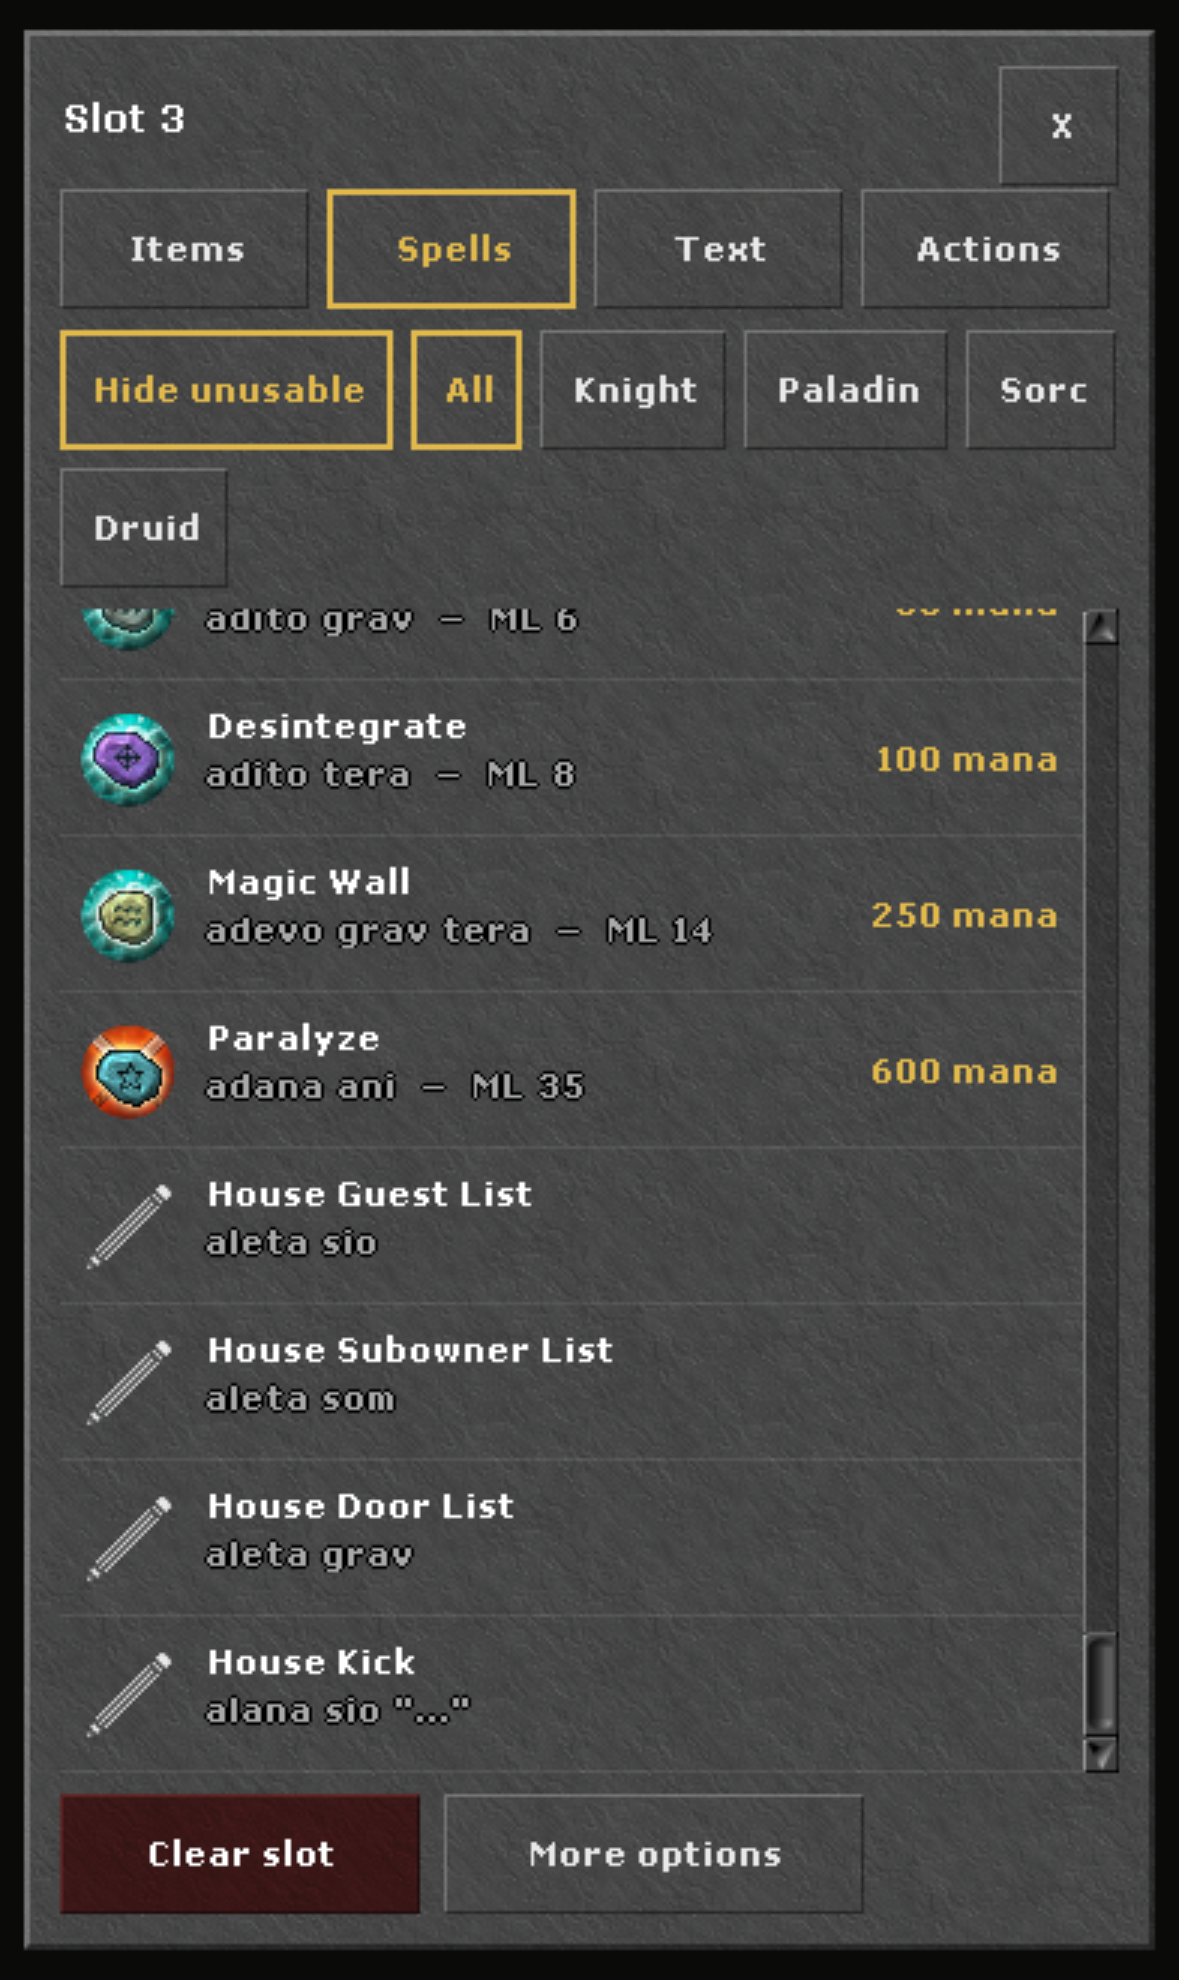 Slot 3
x
Items
Spells
Text
Actions
Hide unusable
All
Knight
Paladin
Sorc
Druid
adito grav – ML 6
mana
Desintegrate
adito tera – ML 8
100 mana
Magic Wall
adevo grav tera – ML 14
250 mana
Paralyze
adana ani – ML 35
600 mana
House Guest List
aleta sio
House Subowner List
aleta som
House Door List
aleta grav
House Kick
alana sio "..."
Clear slot
More options